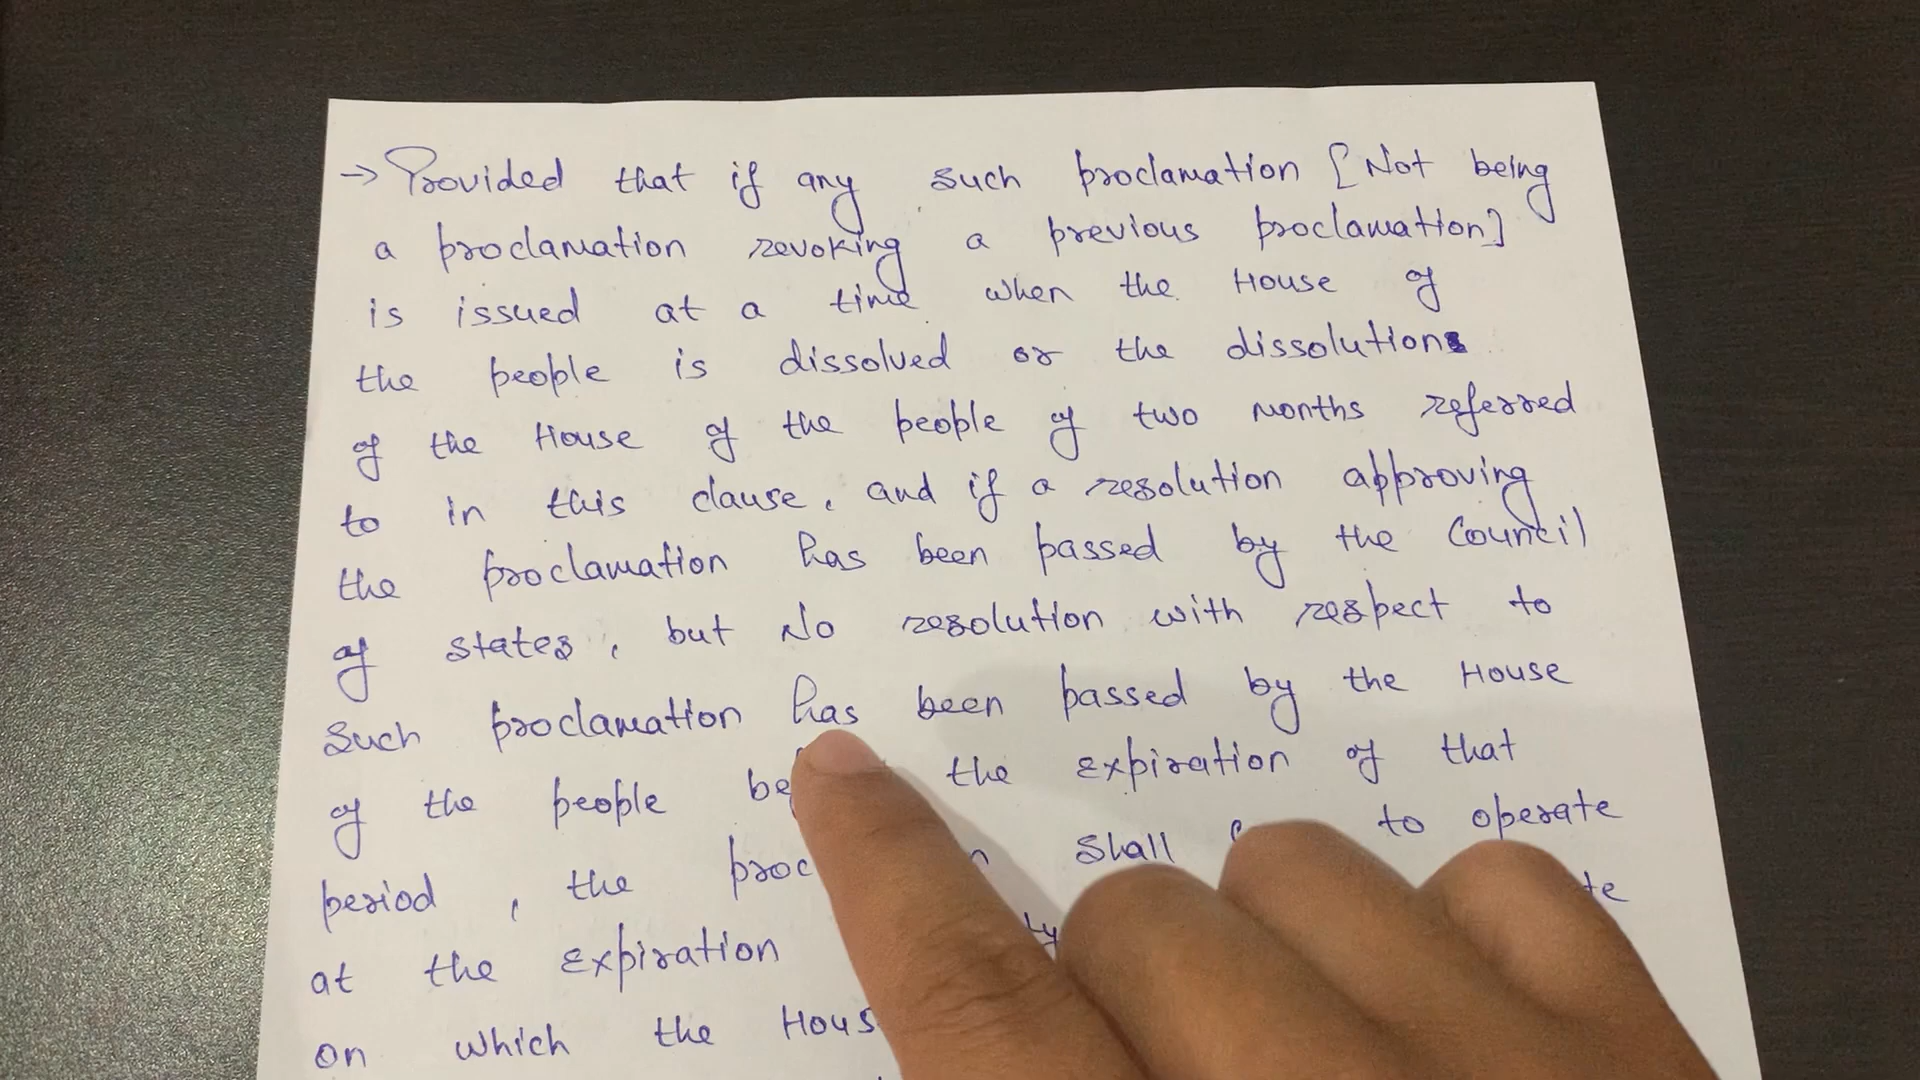 → Provided that if any such proclamation [Not being
a proclamation revoking a previous proclamation]
is issued at a time when the House of
the people is dissolved or the dissolution
of the House of the people of two months referred
to in this clause, and if a resolution approving
the proclamation has been passed by the Council
of states, but No resolution with respect to
Such proclamation has been passed by the House
of the people the expiration of that
period, the shall to operate
at the expiration
on which the